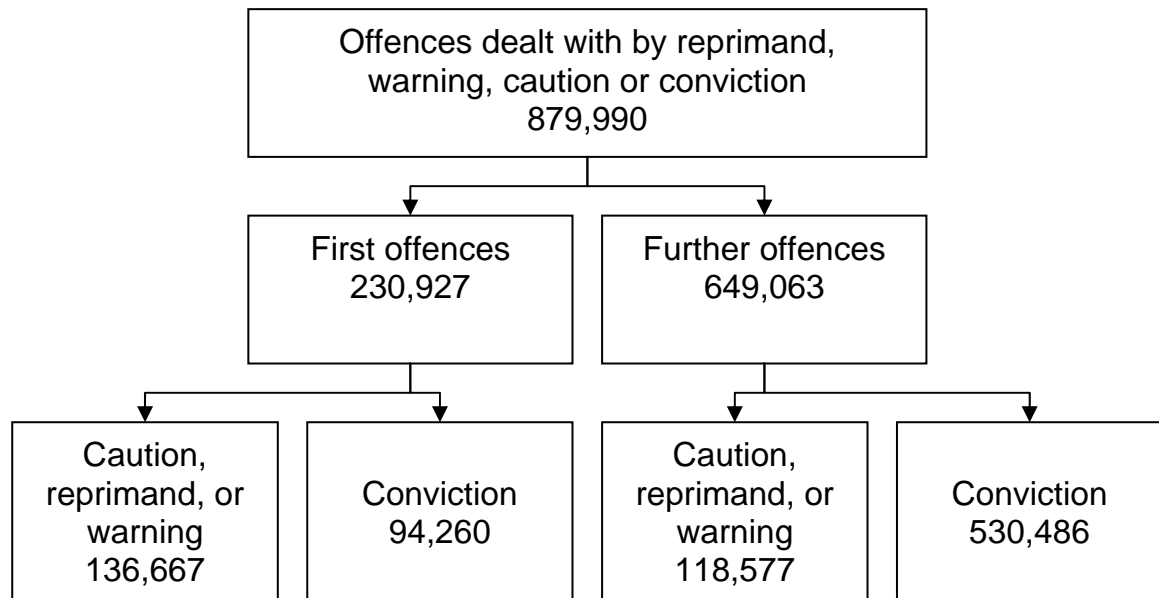 Offences dealt with by reprimand,
warning, caution or conviction
879,990
First offences
230,927
Further offences
649,063
Caution,
reprimand, or
warning
136,667
Conviction
94,260
Caution,
reprimand, or
warning
118,577
Conviction
530,486